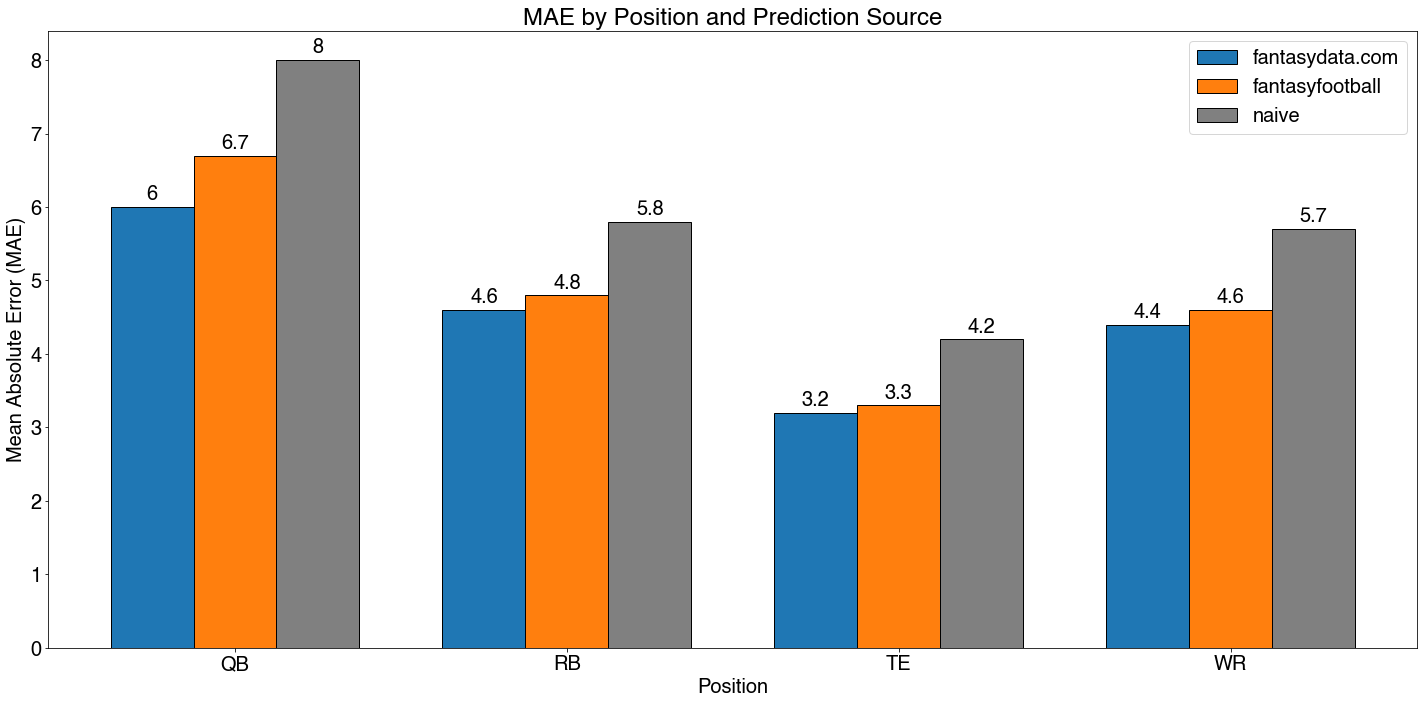 MAE by Position and Prediction Source
fantasydata.com
fantasyfootball
naive
Mean Absolute Error (MAE)
8
7
6
5
4
3
2
1
0
6
6.7
8
4.6
4.8
5.8
3.2
3.3
4.2
4.4
4.6
5.7
QB
RB
TE
WR
Position